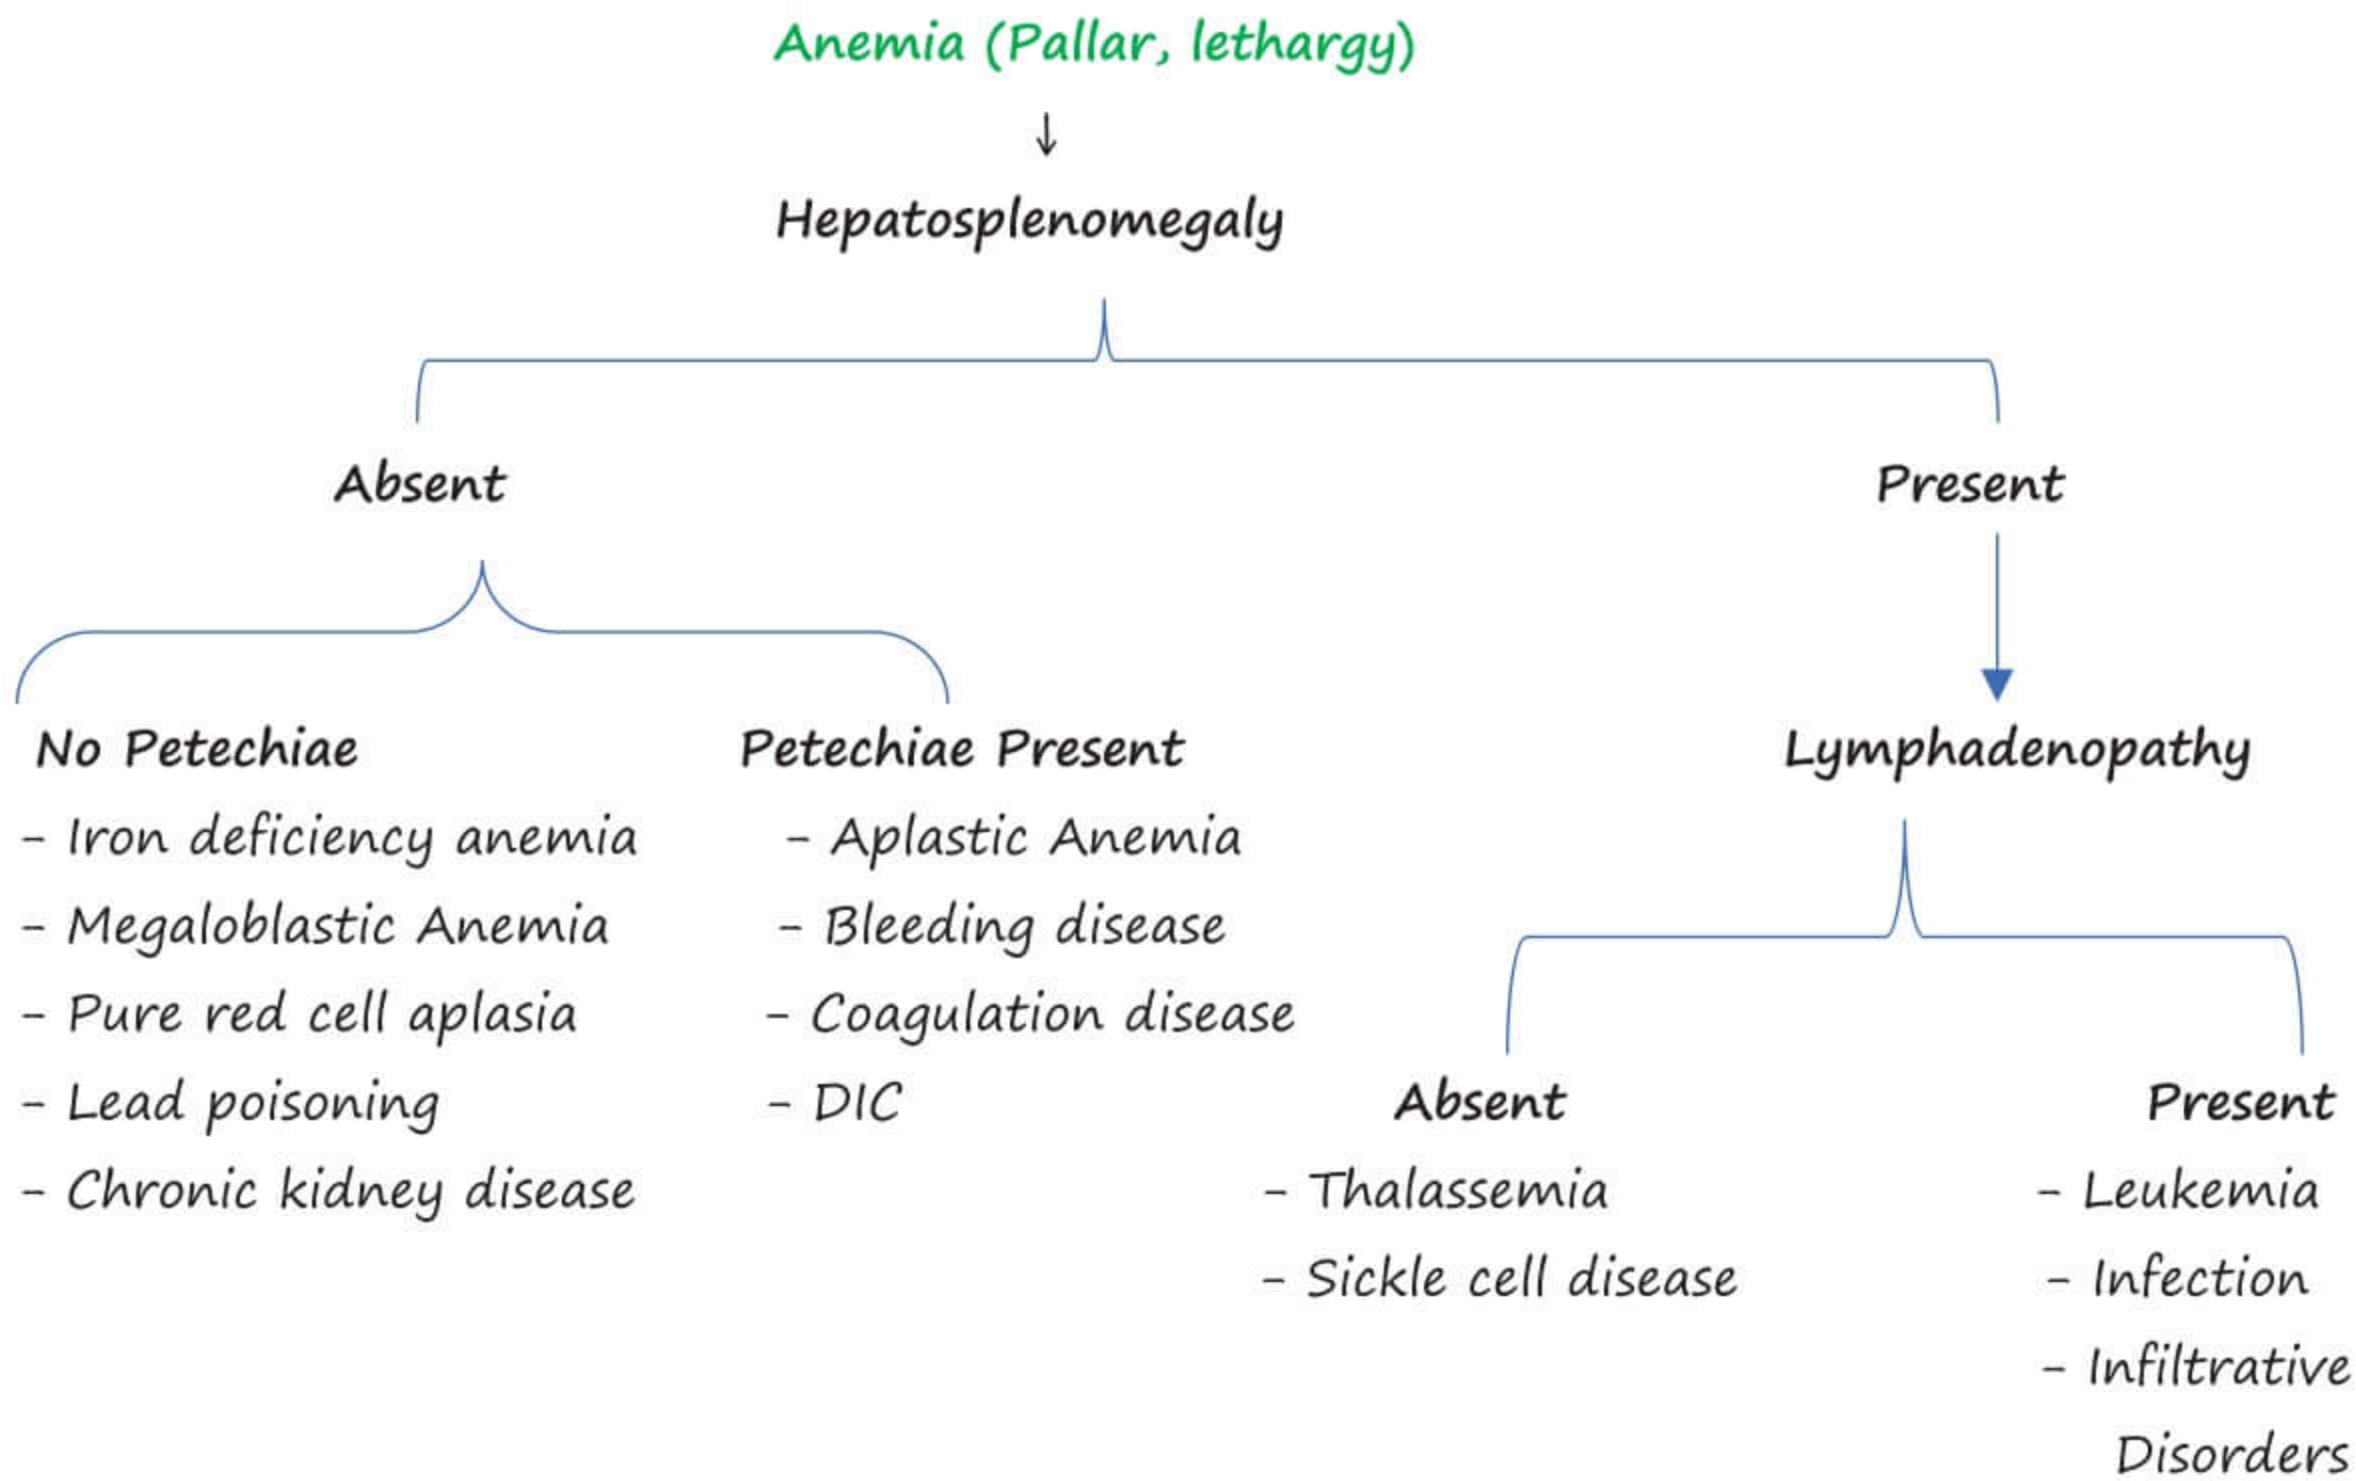 Anemia (Pallar, lethargy)
↓
Hepatosplenomegaly
Absent
Present
No Petechiae
- Iron deficiency anemia
- Megaloblastic Anemia
- Pure red cell aplasia
- Lead poisoning
- Chronic kidney disease
Petechiae Present
- Aplastic Anemia
- Bleeding disease
- Coagulation disease
- DIC
Lymphadenopathy
Absent
- Thalassemia
- Sickle cell disease
Present
- Leukemia
- Infection
- Infiltrative
Disorders